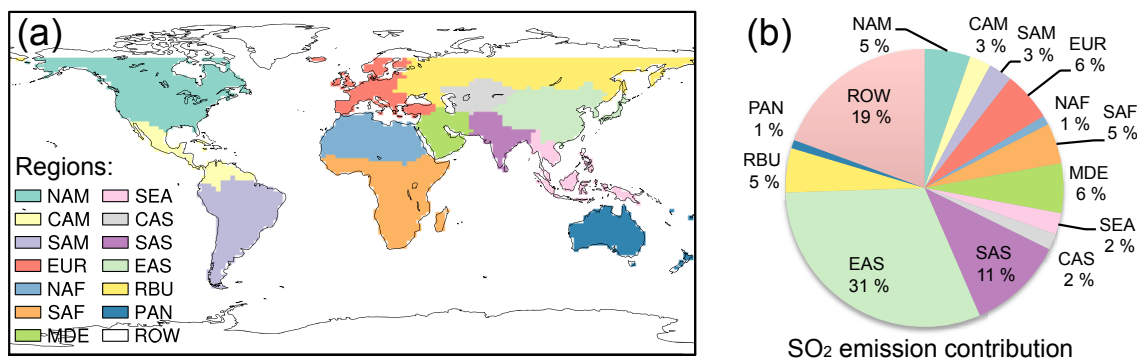 (a)
Regions:
NAM
SEA
CAM
CAS
SAM
SAS
EUR
EAS
NAF
RBU
SAF
PAN
MDE
ROW
(b)
NAM
5 %
CAM
3 %
SAM
3 %
EUR
6 %
NAF
1 %
SAF
5 %
MDE
6 %
SEA
2 %
CAS
2 %
SAS
11 %
EAS
31 %
RBU
5 %
PAN
1 %
ROW
19 %
SO₂ emission contribution